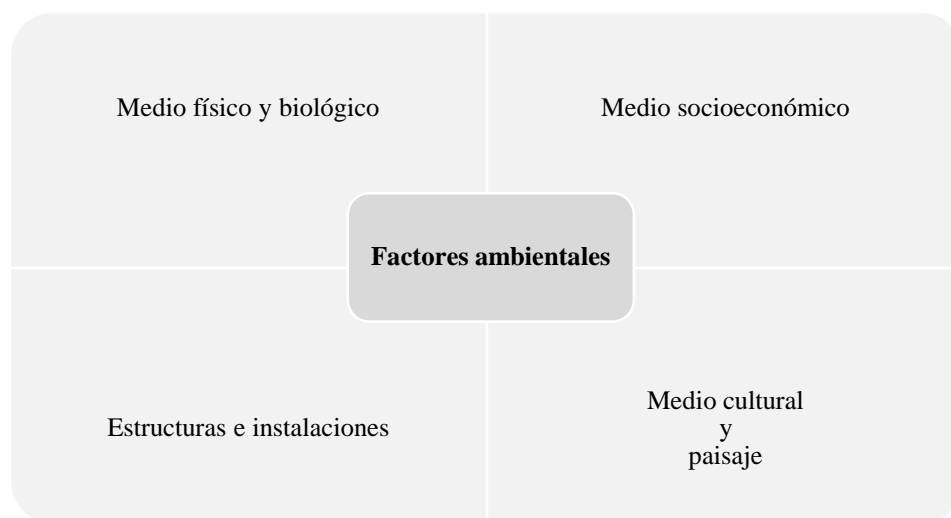 Medio físico y biológico
Medio socioeconómico
Factores ambientales
Estructuras e instalaciones
Medio cultural
y
paisaje